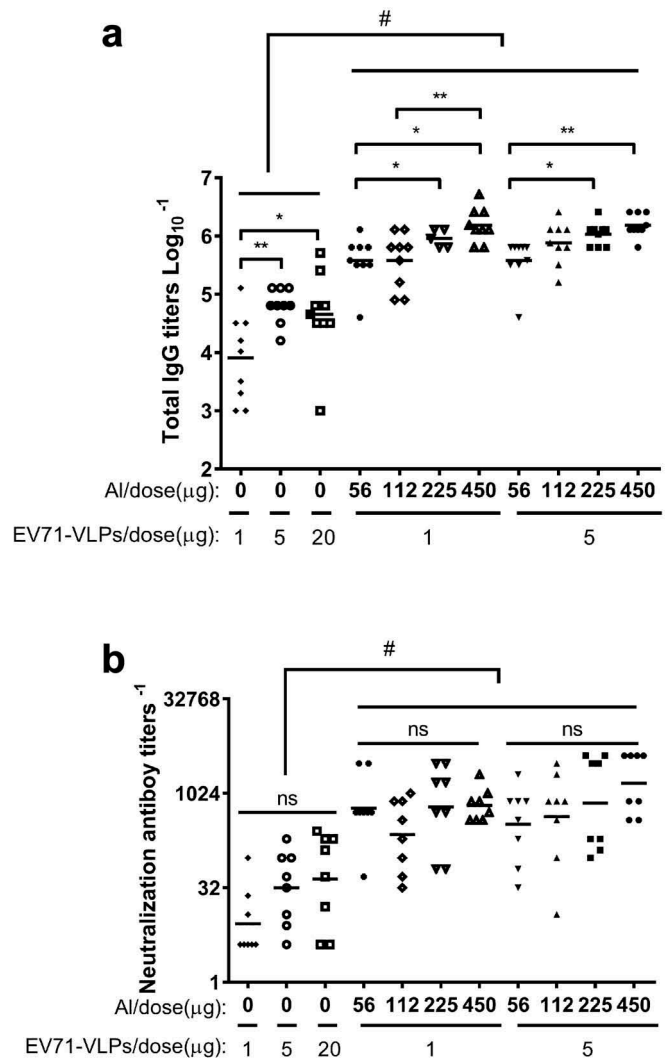 a
#
**
* **
* *
*
**
Total IgG titers Log10 -1
7
6
5
4
3
2
Al/dose(µg): 0 0 0 56 112 225 450 56 112 225 450
EV71-VLPs/dose(µg): 1 5 20 1 5
b
#
Neutralization antiboy titers -1
32768
1024
32
1
ns ns
ns
Al/dose(µg): 0 0 0 56 112 225 450 56 112 225 450
EV71-VLPs/dose(µg): 1 5 20 1 5